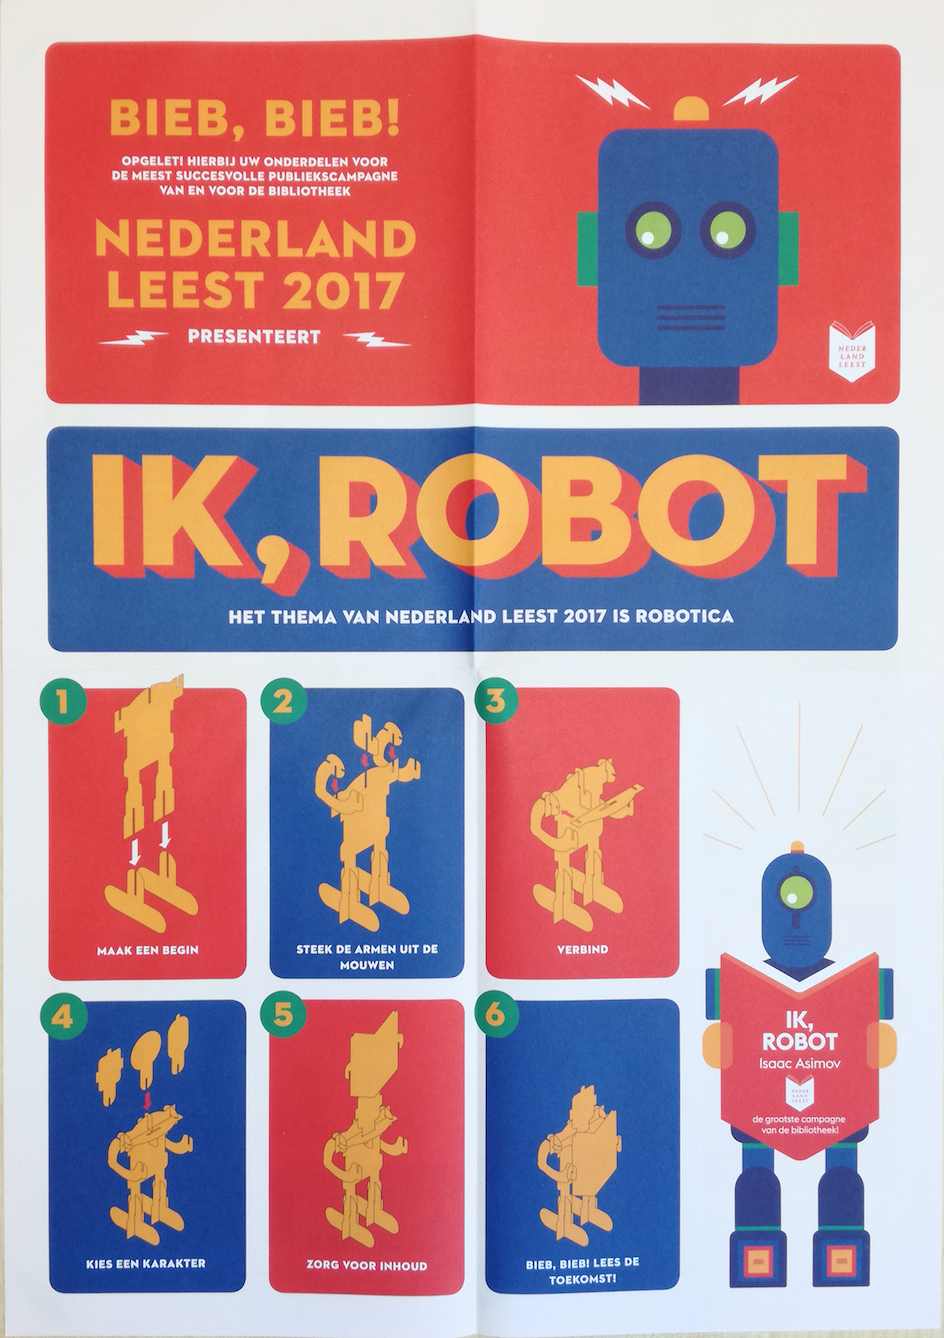 BIEB, BIEB!
OPGELET! HIERBIJ UW ONDERDELEN VOOR
DE MEEST SUCCESVOLLE PUBLIEKSCAMPAGNE
VAN EN VOOR DE BIBLIOTHEEK
NEDERLAND
LEEST 2017
PRESENTEERT
NEDER
LAND
LEEST
IK, ROBOT
HET THEMA VAN NEDERLAND LEEST 2017 IS ROBOTICA
1
MAAK EEN BEGIN
2
STEEK DE ARMEN UIT DE
MOUWEN
3
VERBIND
4
KIES EEN KARAKTER
5
ZORG VOOR INHOUD
6
BIEB, BIEB! LEES DE
TOEKOMST!
IK,
ROBOT
Isaac Asimov
NEDER
LAND
LEEST
de grootste campagne
van de bibliotheek!